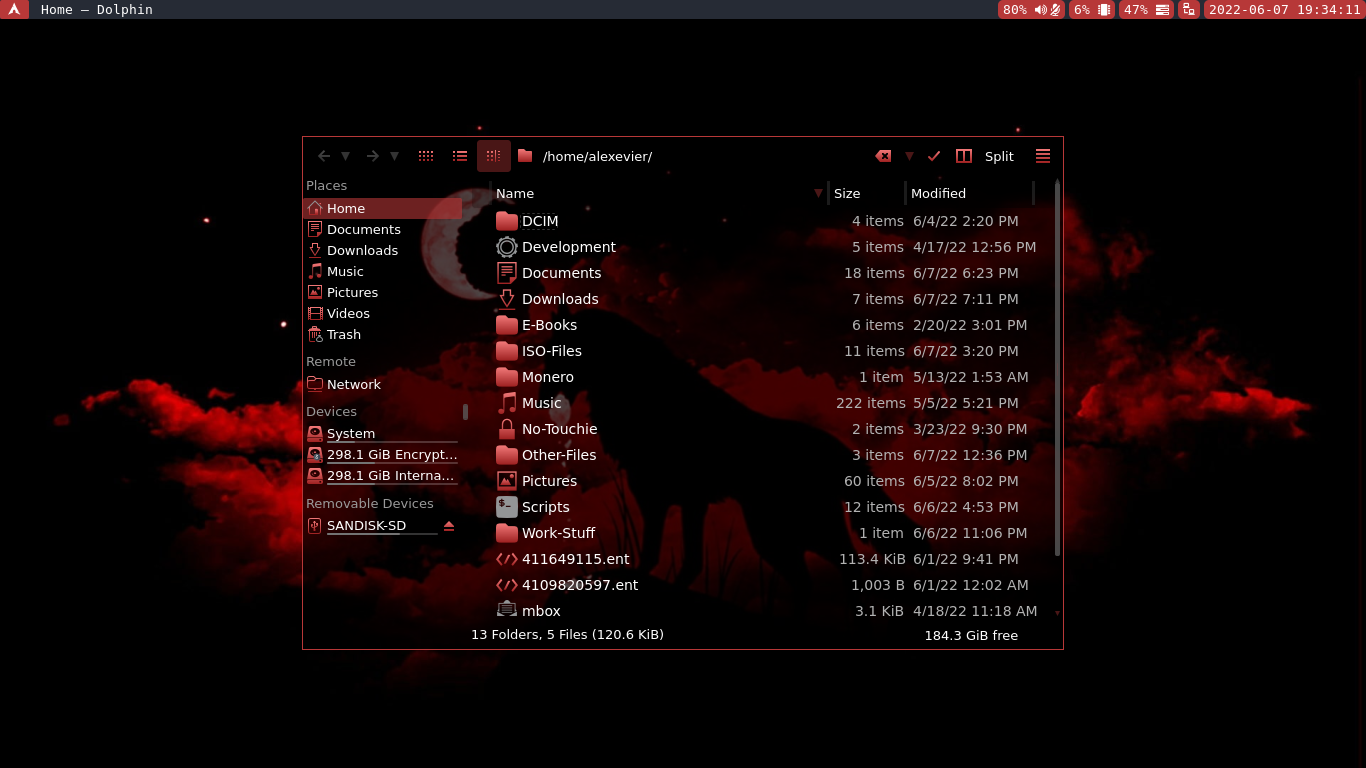 Home — Dolphin
80% 6% 47% 2022-06-07 19:34:11
/home/alexevier/ Split
Places
Home
Documents
Downloads
Music
Pictures
Videos
Trash
Remote
Network
Devices
System
298.1 GiB Encrypt...
298.1 GiB Interna...
Removable Devices
SANDISK-SD
Name Size Modified
DCIM 4 items 6/4/22 2:20 PM
Development 5 items 4/17/22 12:56 PM
Documents 18 items 6/7/22 6:23 PM
Downloads 7 items 6/7/22 7:11 PM
E-Books 6 items 2/20/22 3:01 PM
ISO-Files 11 items 6/7/22 3:20 PM
Monero 1 item 5/13/22 1:53 AM
Music 222 items 5/5/22 5:21 PM
No-Touchie 2 items 3/23/22 9:30 PM
Other-Files 3 items 6/7/22 12:36 PM
Pictures 60 items 6/5/22 8:02 PM
Scripts 12 items 6/6/22 4:53 PM
Work-Stuff 1 item 6/6/22 11:06 PM
411649115.ent 113.4 KiB 6/1/22 9:41 PM
4109820597.ent 1,003 B 6/1/22 12:02 AM
mbox 3.1 KiB 4/18/22 11:18 AM
13 Folders, 5 Files (120.6 KiB) 184.3 GiB free